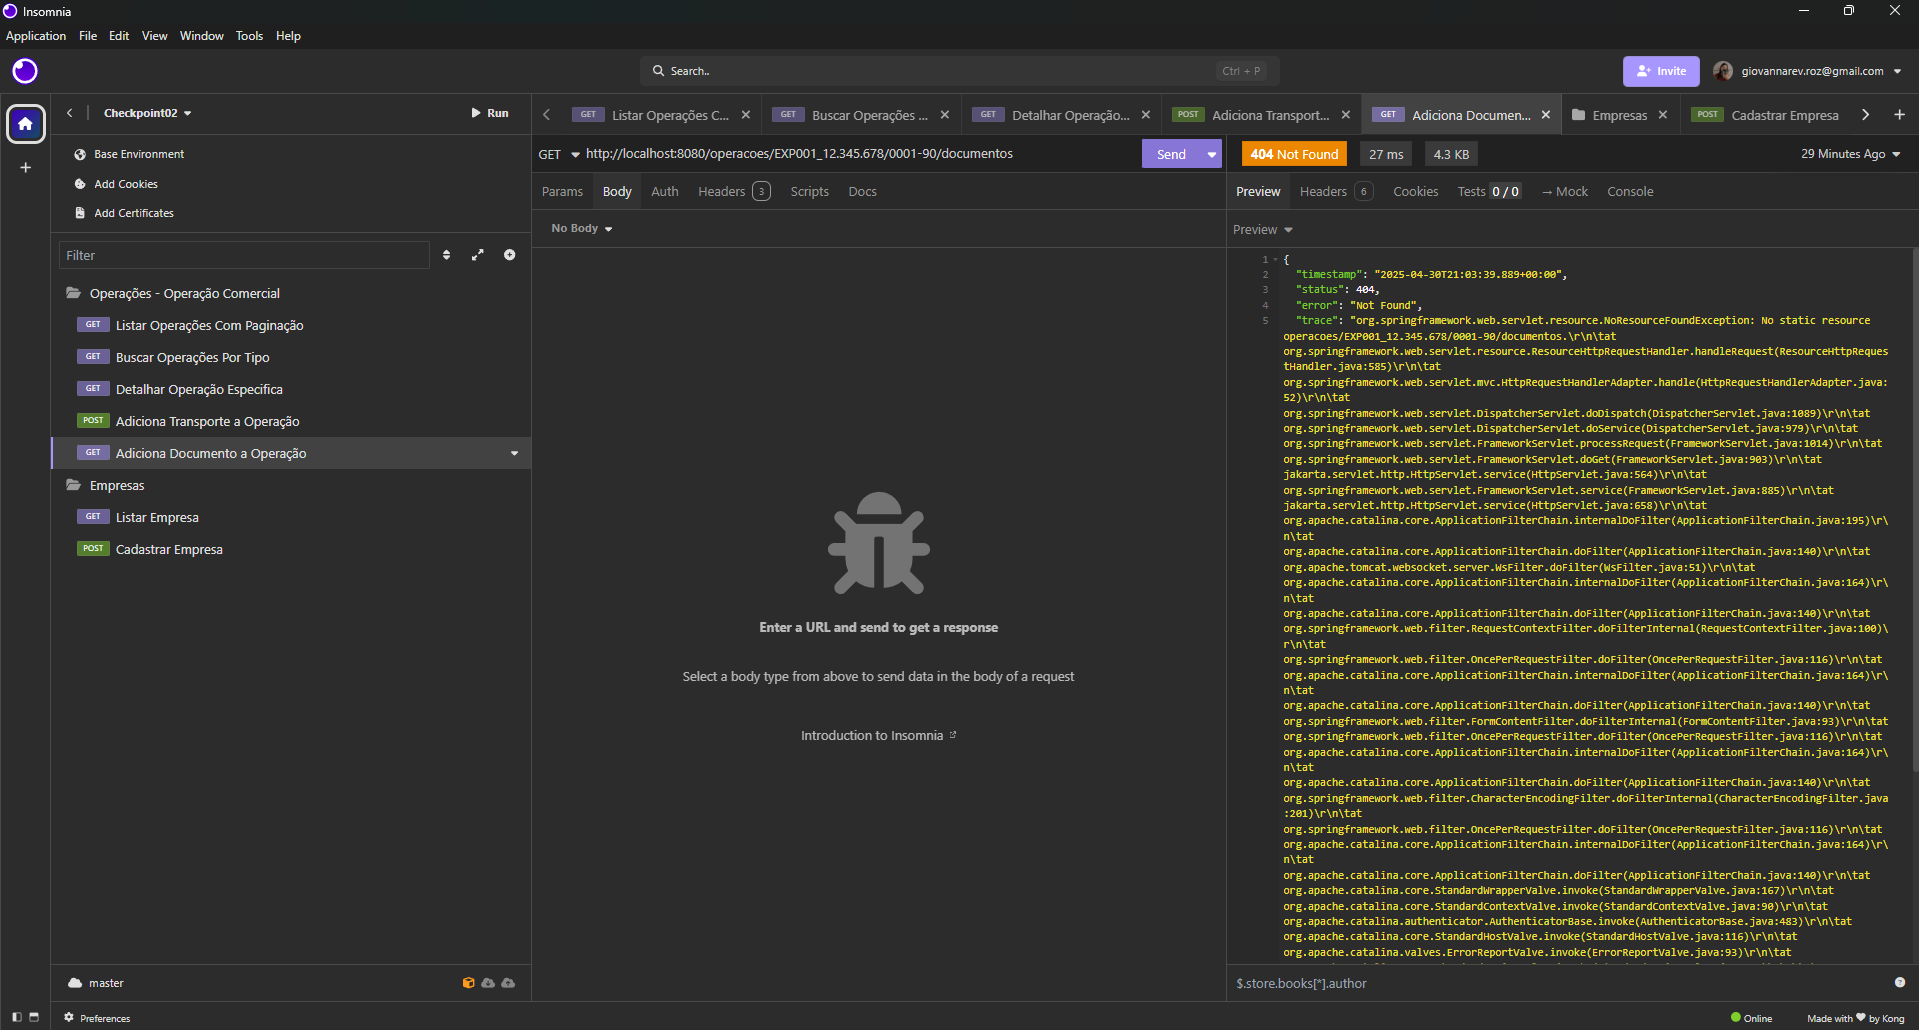 Insomnia
Application File Edit View Window Tools Help
Search.. Ctrl + P
Invite
giovannarev.roz@gmail.com
Checkpoint02
Run
GET Listar Operações C...
GET Buscar Operações ...
GET Detalhar Operação...
POST Adiciona Transport...
GET Adiciona Documen...
Empresas
POST Cadastrar Empresa
Base Environment
Add Cookies
Add Certificates
Filter
Operações - Operação Comercial
GET Listar Operações Com Paginação
GET Buscar Operações Por Tipo
GET Detalhar Operação Especifica
POST Adiciona Transporte a Operação
GET Adiciona Documento a Operação
Empresas
GET Listar Empresa
POST Cadastrar Empresa
master
Preferences
GET http://localhost:8080/operacoes/EXP001_12.345.678/0001-90/documentos
Send
Params Body Auth Headers 3 Scripts Docs
No Body
Enter a URL and send to get a response
Select a body type from above to send data in the body of a request
Introduction to Insomnia
404 Not Found 27 ms 4.3 KB
29 Minutes Ago
Preview Headers 6 Cookies Tests 0 / 0 → Mock Console
Preview
1 {
2 "timestamp": "2025-04-30T21:03:39.889+00:00",
3 "status": 404,
4 "error": "Not Found",
5 "trace": "org.springframework.web.servlet.resource.NoResourceFoundException: No static resource
operacoes/EXP001_12.345.678/0001-90/documentos.\r\n\tat
org.springframework.web.servlet.resource.ResourceHttpRequestHandler.handleRequest(ResourceHttpReques
tHandler.java:585)\r\n\tat
org.springframework.web.servlet.mvc.HttpRequestHandlerAdapter.handle(HttpRequestHandlerAdapter.java:
52)\r\n\tat
org.springframework.web.servlet.DispatcherServlet.doDispatch(DispatcherServlet.java:1089)\r\n\tat
org.springframework.web.servlet.DispatcherServlet.doService(DispatcherServlet.java:979)\r\n\tat
org.springframework.web.servlet.FrameworkServlet.processRequest(FrameworkServlet.java:1014)\r\n\tat
org.springframework.web.servlet.FrameworkServlet.doGet(FrameworkServlet.java:903)\r\n\tat
jakarta.servlet.http.HttpServlet.service(HttpServlet.java:564)\r\n\tat
org.springframework.web.servlet.FrameworkServlet.service(FrameworkServlet.java:885)\r\n\tat
jakarta.servlet.http.HttpServlet.service(HttpServlet.java:658)\r\n\tat
org.apache.catalina.core.ApplicationFilterChain.internalDoFilter(ApplicationFilterChain.java:195)\r\
n\tat
org.apache.catalina.core.ApplicationFilterChain.doFilter(ApplicationFilterChain.java:140)\r\n\tat
org.apache.tomcat.websocket.server.WsFilter.doFilter(WsFilter.java:51)\r\n\tat
org.apache.catalina.core.ApplicationFilterChain.internalDoFilter(ApplicationFilterChain.java:164)\r\
n\tat
org.apache.catalina.core.ApplicationFilterChain.doFilter(ApplicationFilterChain.java:140)\r\n\tat
org.springframework.web.filter.RequestContextFilter.doFilterInternal(RequestContextFilter.java:100)\
r\n\tat
org.springframework.web.filter.OncePerRequestFilter.doFilter(OncePerRequestFilter.java:116)\r\n\tat
org.apache.catalina.core.ApplicationFilterChain.internalDoFilter(ApplicationFilterChain.java:164)\r\
n\tat
org.apache.catalina.core.ApplicationFilterChain.doFilter(ApplicationFilterChain.java:140)\r\n\tat
org.springframework.web.filter.FormContentFilter.doFilterInternal(FormContentFilter.java:93)\r\n\tat
org.springframework.web.filter.OncePerRequestFilter.doFilter(OncePerRequestFilter.java:116)\r\n\tat
org.apache.catalina.core.ApplicationFilterChain.internalDoFilter(ApplicationFilterChain.java:164)\r\
n\tat
org.apache.catalina.core.ApplicationFilterChain.doFilter(ApplicationFilterChain.java:140)\r\n\tat
org.springframework.web.filter.CharacterEncodingFilter.doFilterInternal(CharacterEncodingFilter.java
:201)\r\n\tat
org.springframework.web.filter.OncePerRequestFilter.doFilter(OncePerRequestFilter.java:116)\r\n\tat
org.apache.catalina.core.ApplicationFilterChain.internalDoFilter(ApplicationFilterChain.java:164)\r\
n\tat
org.apache.catalina.core.ApplicationFilterChain.doFilter(ApplicationFilterChain.java:140)\r\n\tat
org.apache.catalina.core.StandardWrapperValve.invoke(StandardWrapperValve.java:167)\r\n\tat
org.apache.catalina.core.StandardContextValve.invoke(StandardContextValve.java:90)\r\n\tat
org.apache.catalina.authenticator.AuthenticatorBase.invoke(AuthenticatorBase.java:483)\r\n\tat
org.apache.catalina.core.StandardHostValve.invoke(StandardHostValve.java:116)\r\n\tat
org.apache.catalina.valves.ErrorReportValve.invoke(ErrorReportValve.java:93)\r\n\tat
$.store.books[*].author
Online
Made with ♥ by Kong